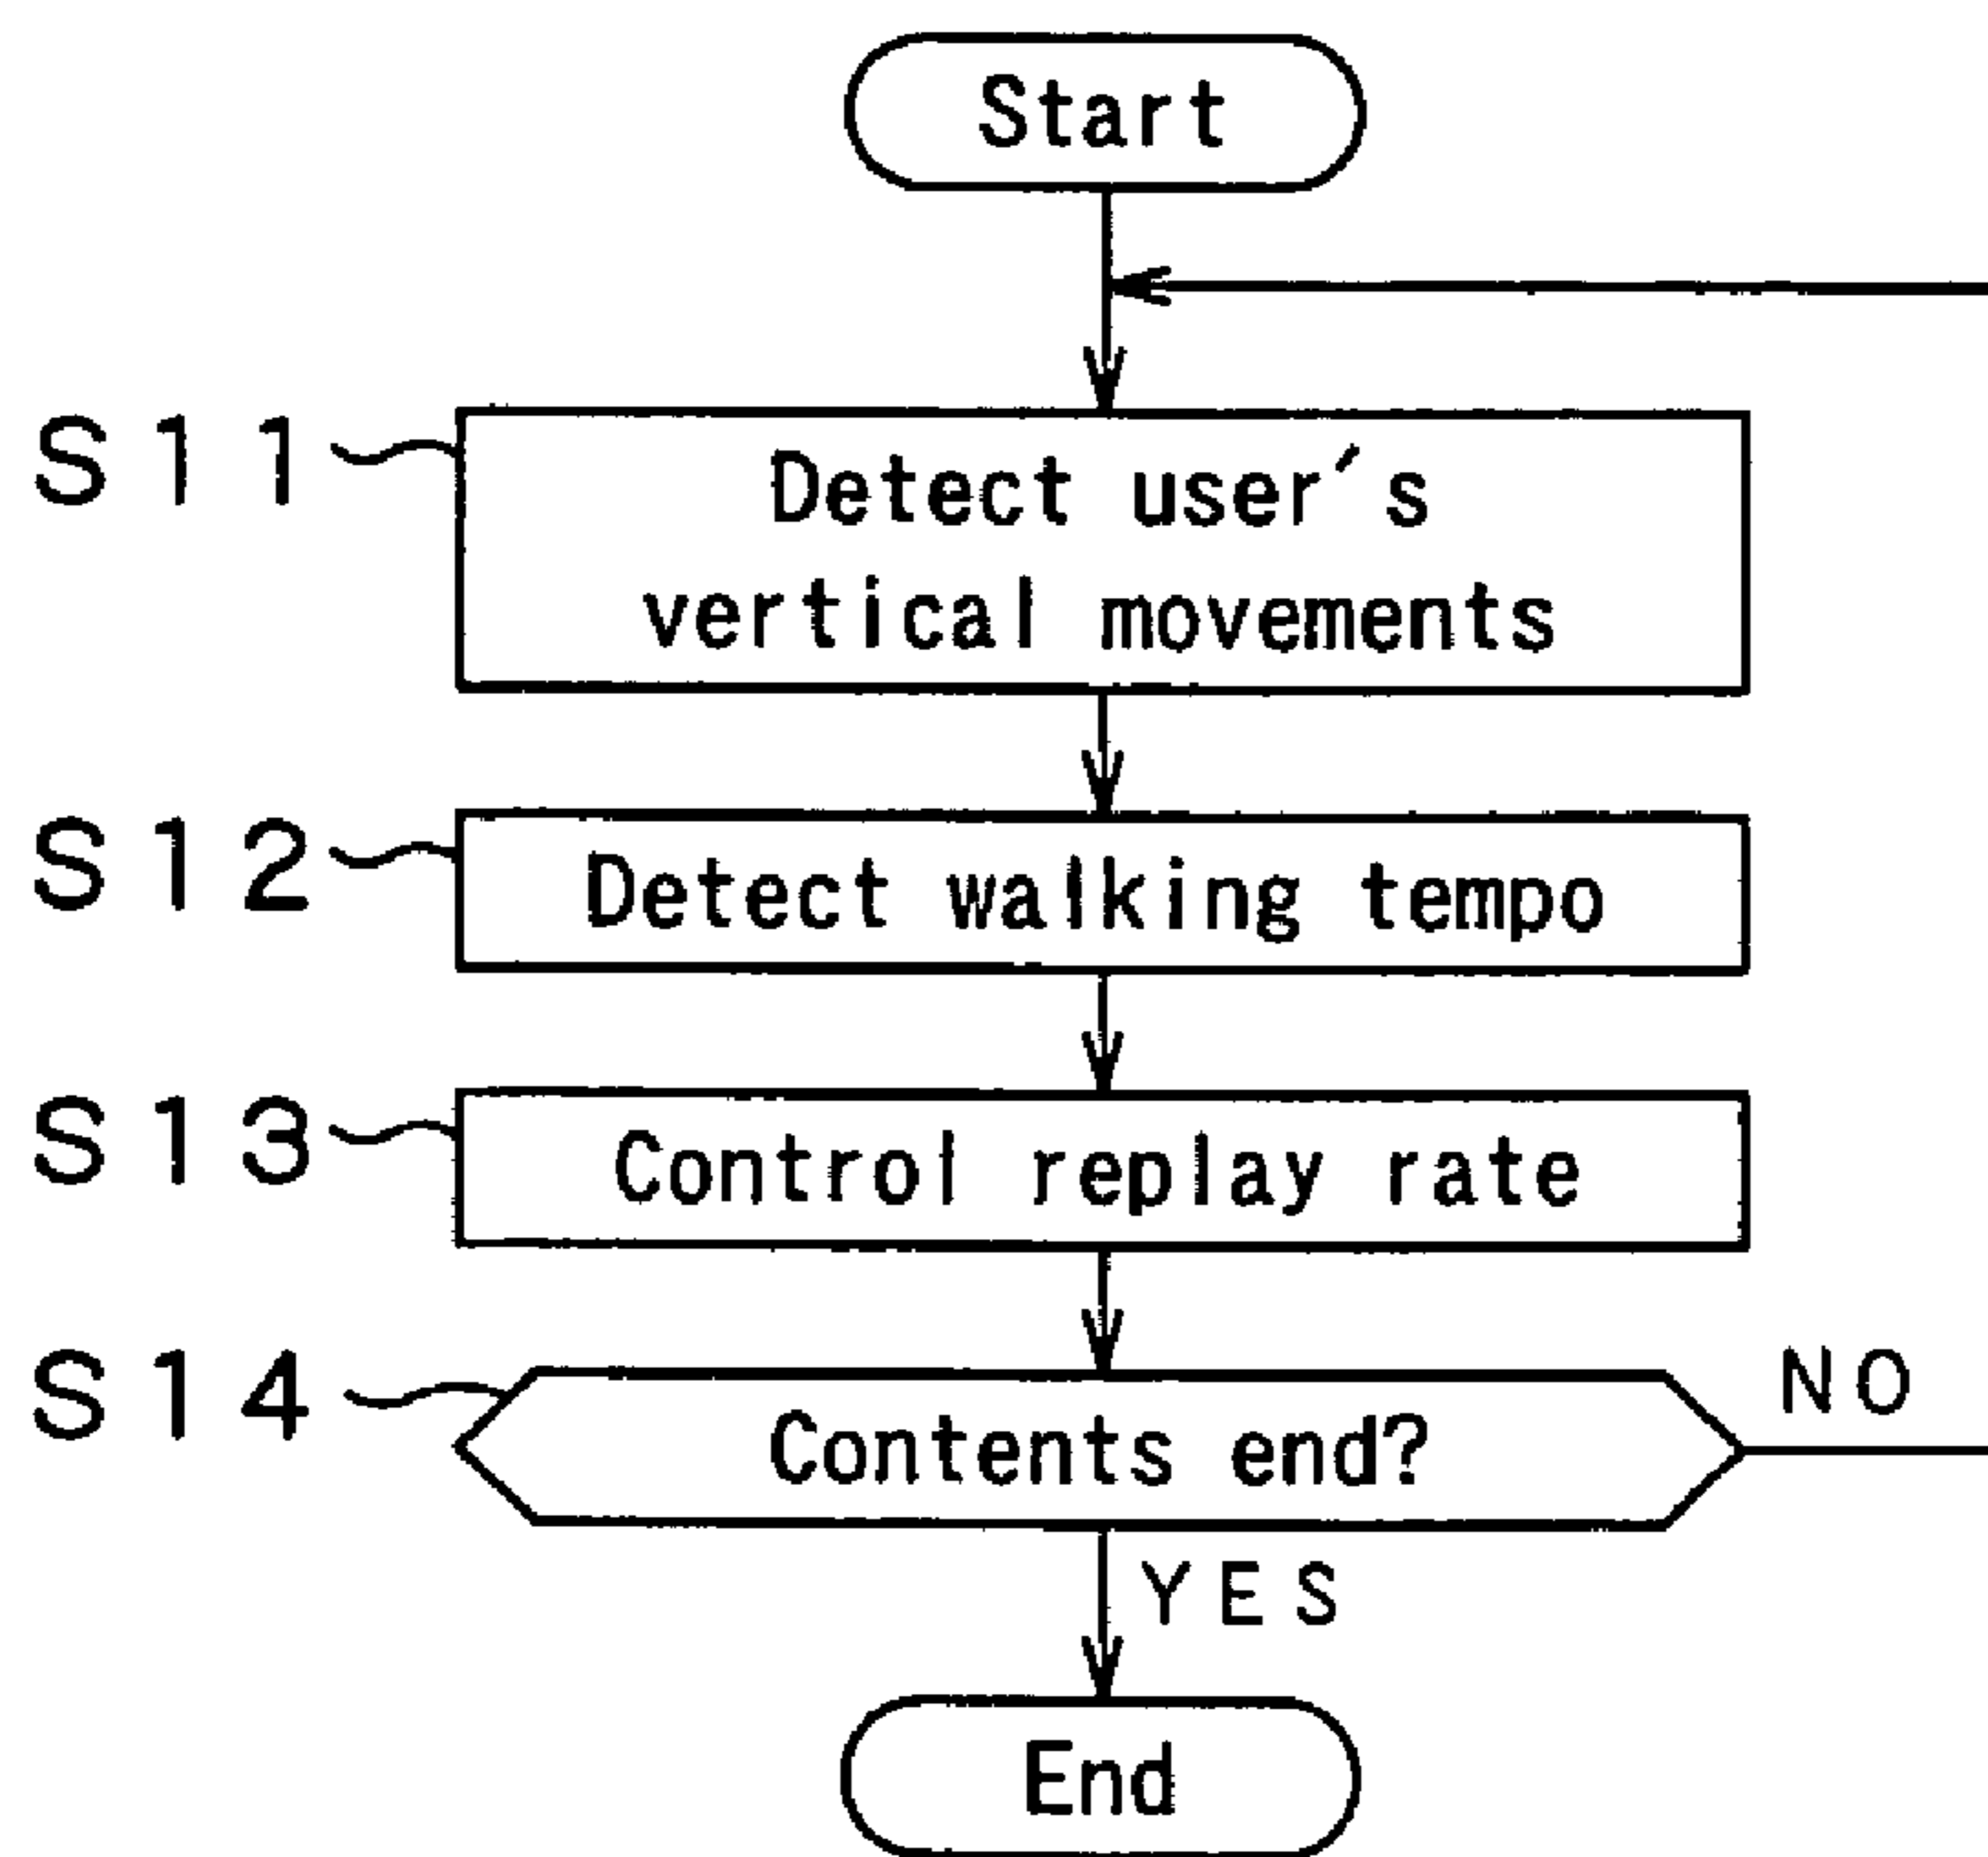 Start
S11
Detect user's
vertical movements
S12
Detect walking tempo
S13
Control replay rate
S14
Contents end?
NO
YES
End